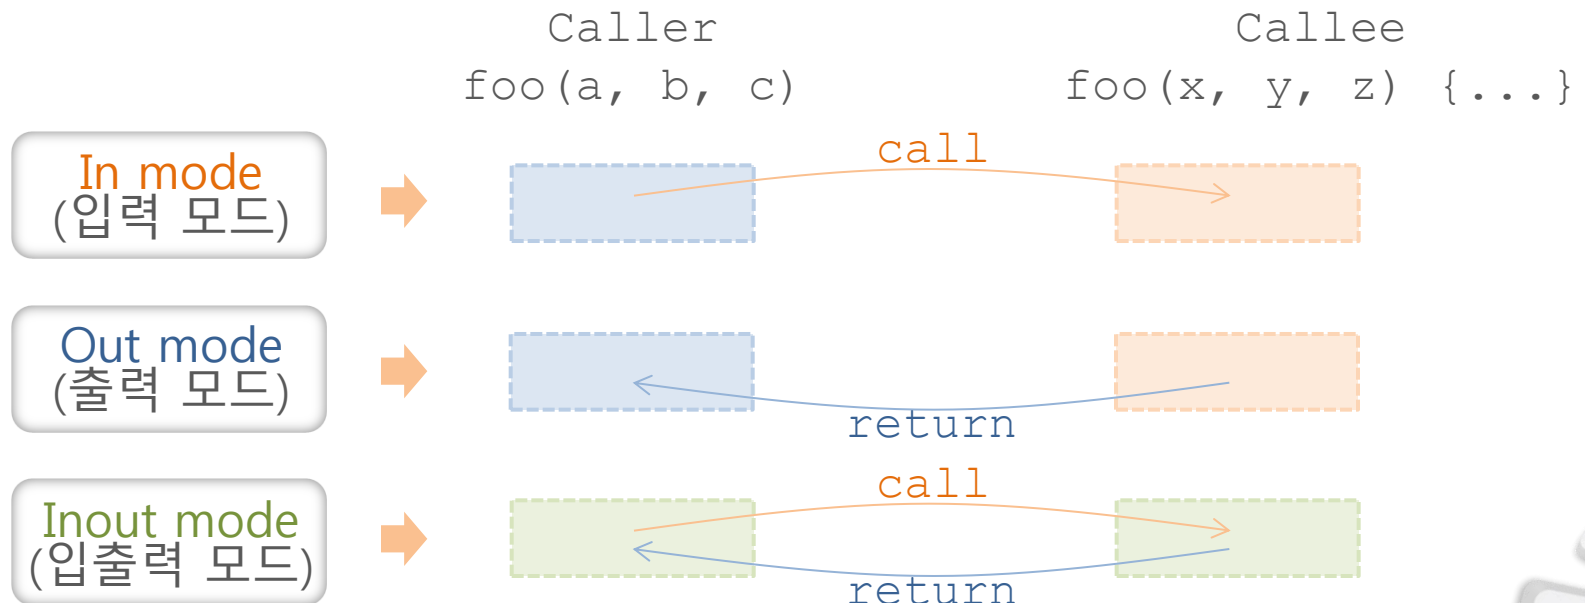 Caller
Callee
foo(a, b, c)
foo(x, y, z) {...}
In mode
(입력 모드)
call
Out mode
(출력 모드)
return
Inout mode
(입출력 모드)
call
return